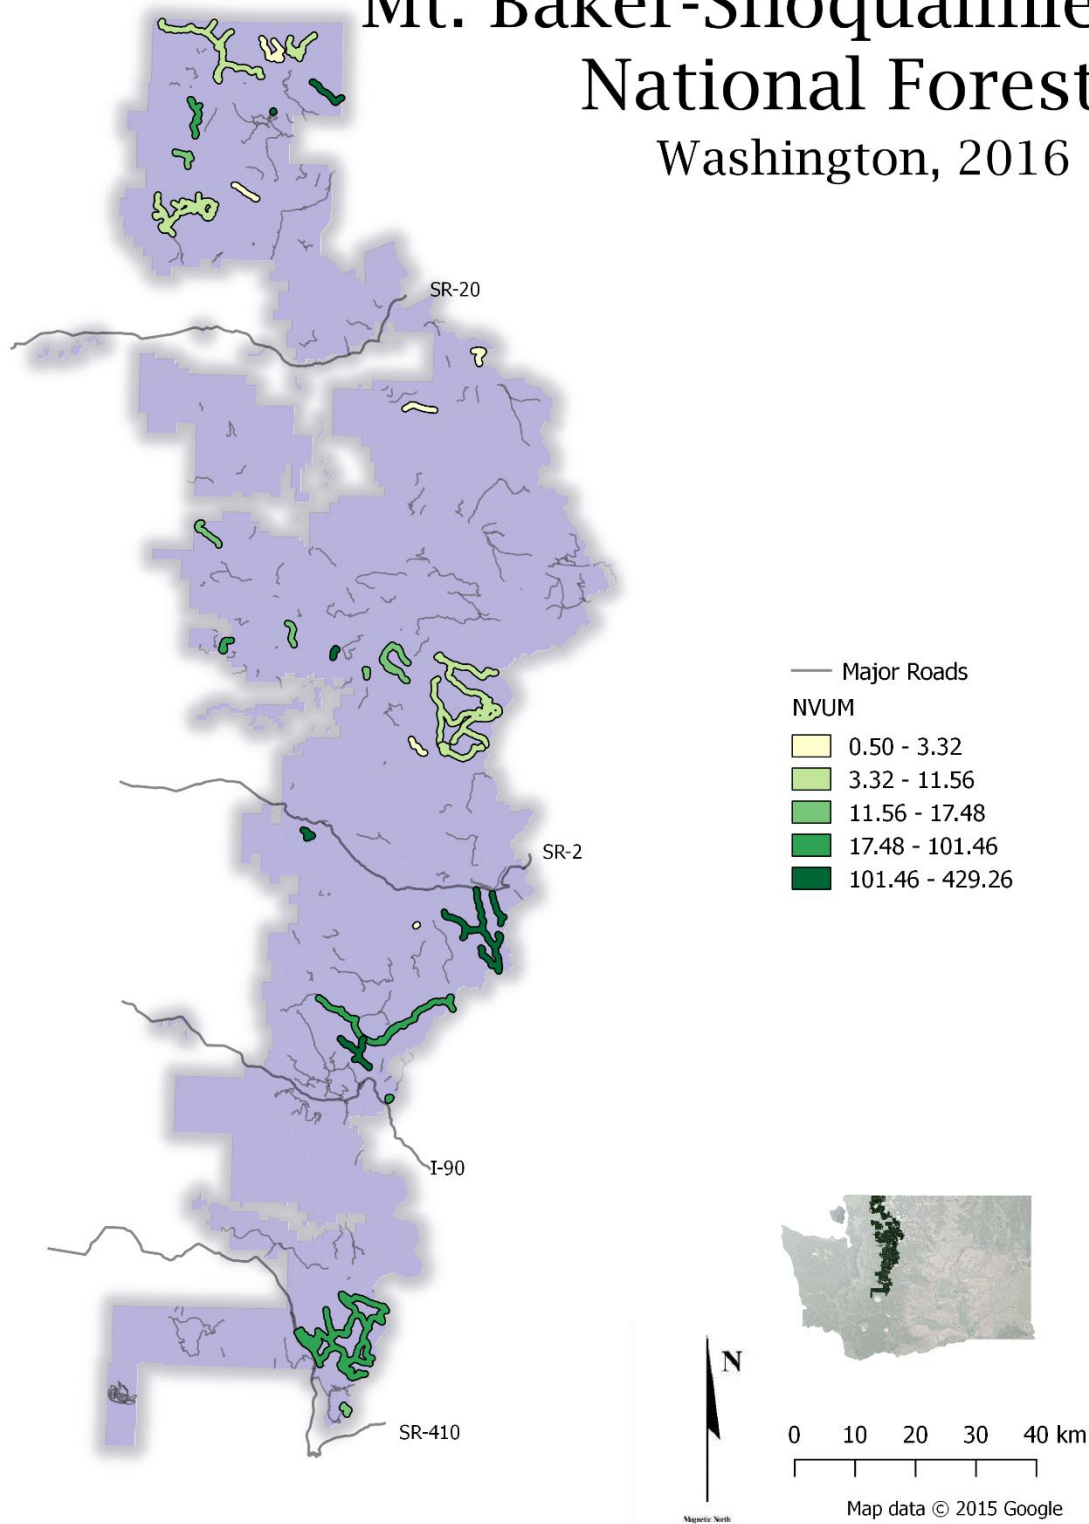 Mt. Baker-Snoqualmie
National Forest
Washington, 2016
SR-20
Major Roads
NVUM
0.50 - 3.32
3.32 - 11.56
11.56 - 17.48
17.48 - 101.46
101.46 - 429.26
SR-2
I-90
N
SR-410
0 10 20 30 40 km
Map data © 2015 Google
Magnetic North